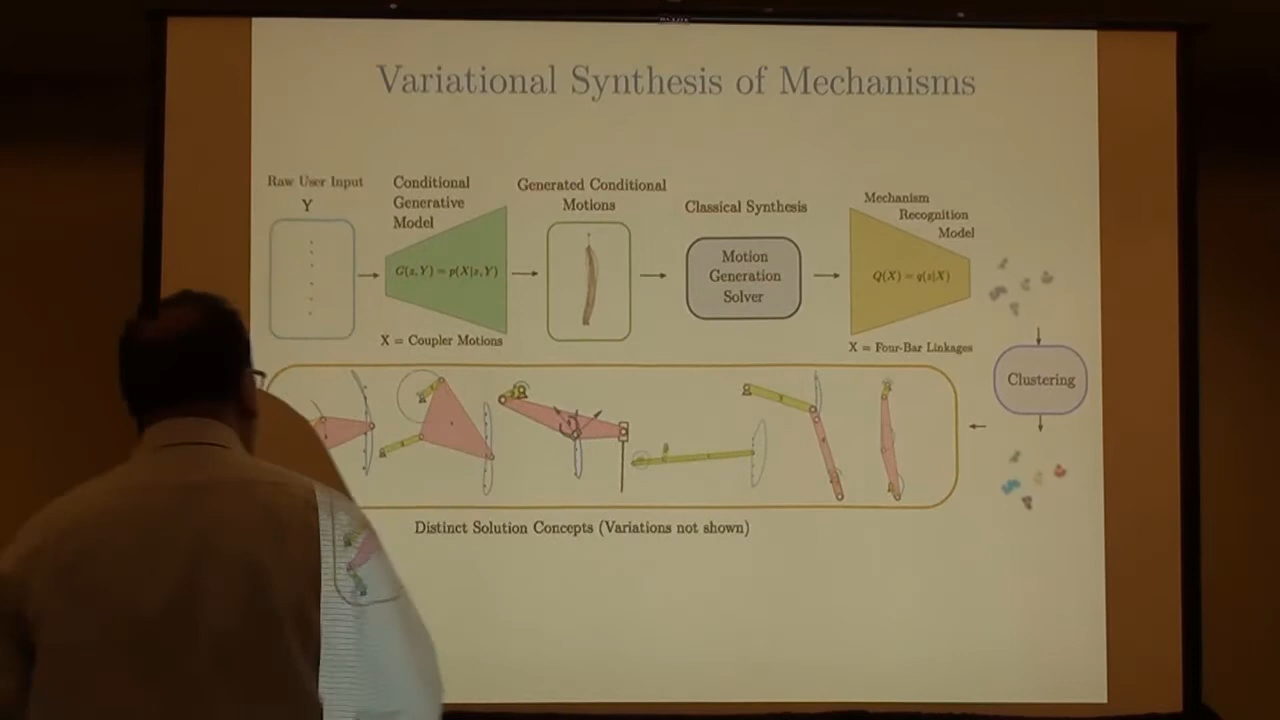 Variational Synthesis of Mechanisms
Raw User Input
Y
Conditional
Generative
Model
G(z,Y) = p(X|z,Y)
X = Coupler Motions
Generated Conditional
Motions
Classical Synthesis
Motion
Generation
Solver
Mechanism
Recognition
Model
Q(X) = q(z|X)
X = Four-Bar Linkages
Clustering
Distinct Solution Concepts (Variations not shown)